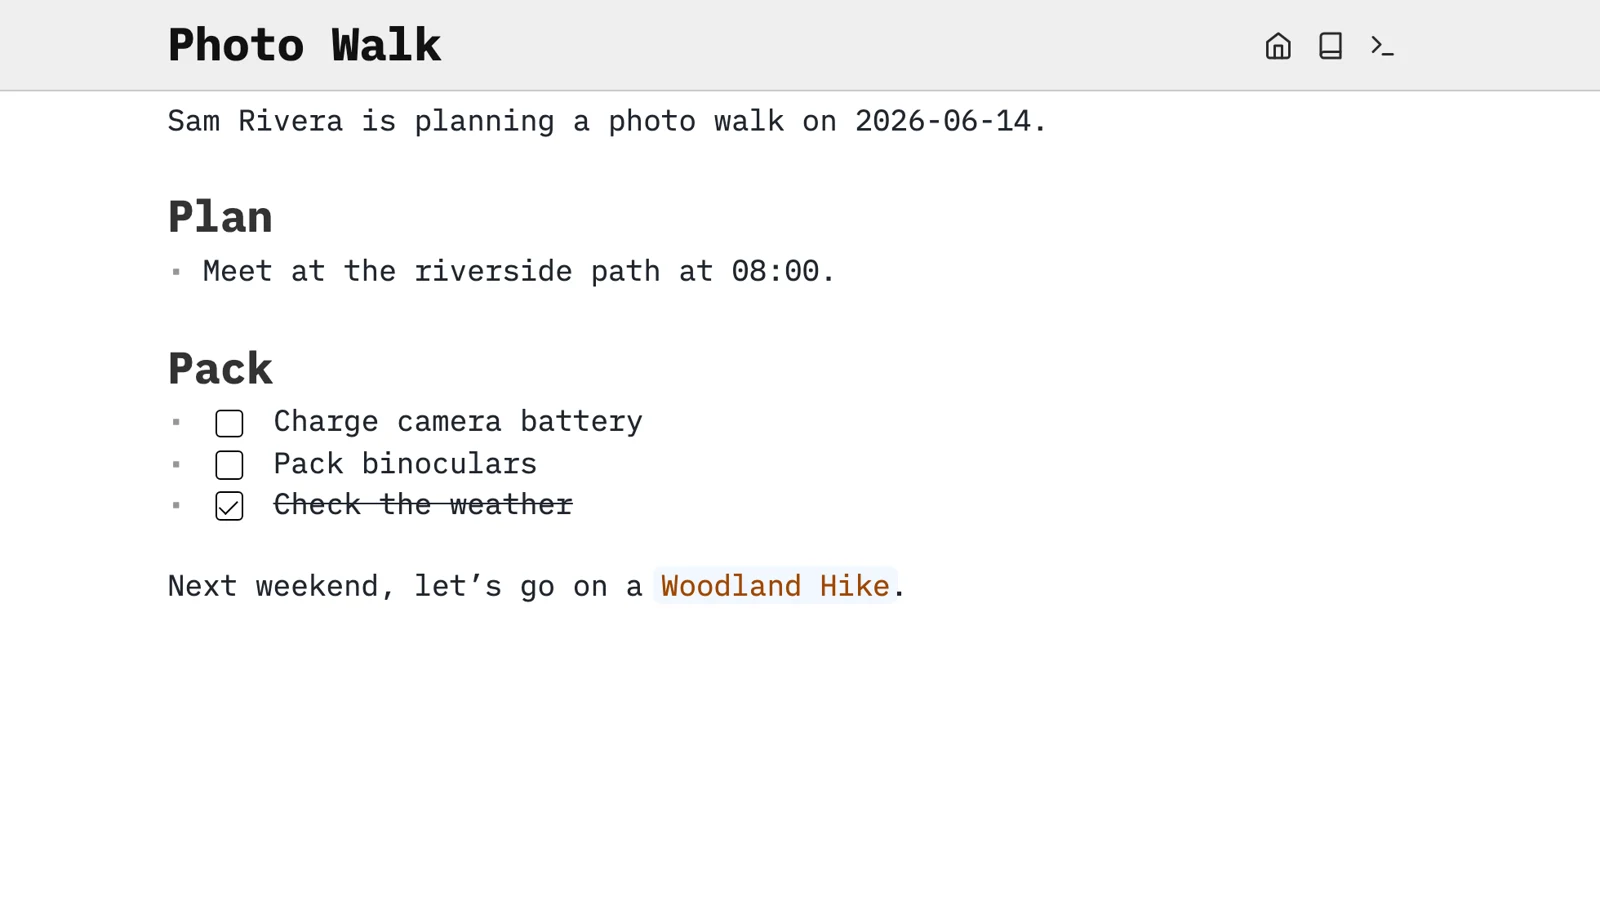 Photo Walk
Sam Rivera is planning a photo walk on 2026-06-14.
Plan
Meet at the riverside path at 08:00.
Pack
Charge camera battery
Pack binoculars
Check the weather
Next weekend, let’s go on a Woodland Hike.